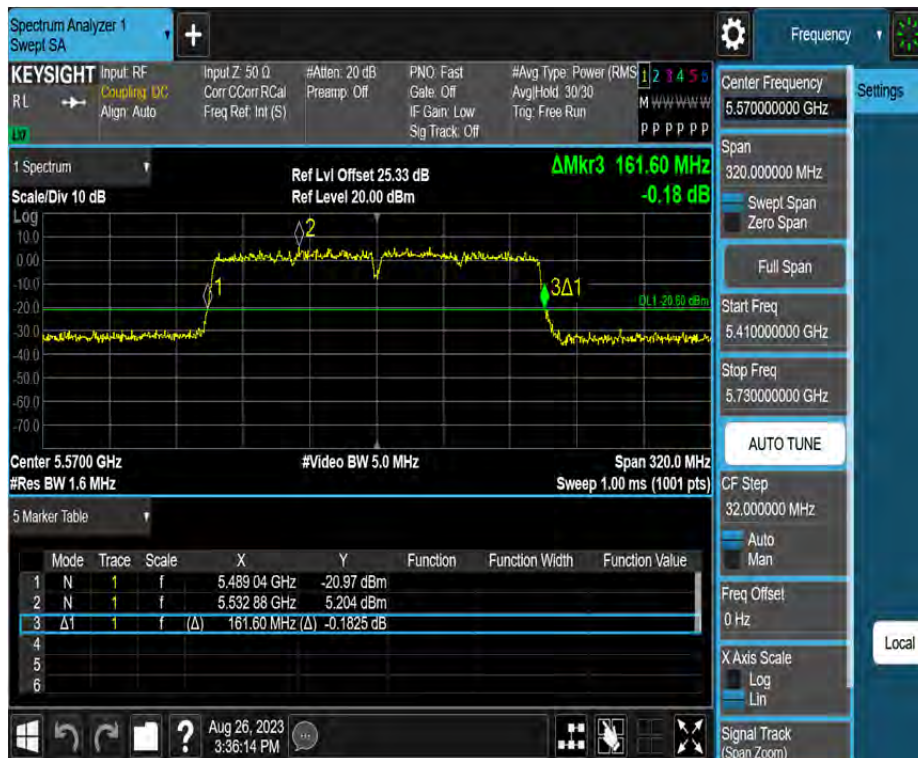 Spectrum Analyzer 1
Swept SA
+
Frequency
KEYSIGHT
RL
LXI
Input: RF
Coupling: DC
Align: Auto
Input Z: 50 Ω
Corr CCorr RCal
Freq Ref: Int (S)
#Atten: 20 dB
Preamp: Off
PNO: Fast
Gate: Off
IF Gain: Low
Sig Track: Off
#Avg Type: Power (RMS
Avg|Hold: 30/30
Trig: Free Run
1 2 3 4 5 6
M W W W W W
P P P P P P
Settings
Center Frequency
5.570000000 GHz
Span
320.000000 MHz
Swept Span
Zero Span
Full Span
Start Freq
5.410000000 GHz
Stop Freq
5.730000000 GHz
AUTO TUNE
CF Step
32.000000 MHz
Auto
Man
Freq Offset
0 Hz
X Axis Scale
Log
Lin
Signal Track
(Span Zoom)
Local
1 Spectrum
Scale/Div 10 dB
Ref Lvl Offset 25.33 dB
Ref Level 20.00 dBm
ΔMkr3 161.60 MHz
-0.18 dB
Log
10.0
0.00
-10.0
-20.0
-30.0
-40.0
-50.0
-60.0
-70.0
2
1
3Δ1
DL1 -20.80 dBm
Center 5.5700 GHz
#Video BW 5.0 MHz
Span 320.0 MHz
#Res BW 1.6 MHz
Sweep 1.00 ms (1001 pts)
5 Marker Table
Mode Trace Scale X Y Function Function Width Function Value
1 N 1 f 5.489 04 GHz -20.97 dBm
2 N 1 f 5.532 88 GHz 5.204 dBm
3 Δ1 1 f (Δ) 161.60 MHz (Δ) -0.1825 dB
4
5
6
?
Aug 26, 2023
3:36:14 PM